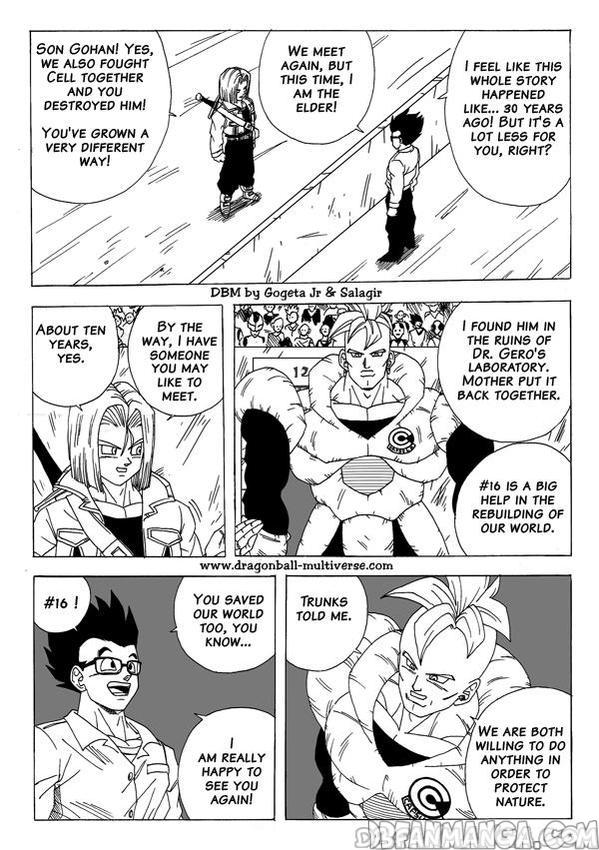 SON GOHAN! YES,
WE ALSO FOUGHT
CELL TOGETHER
AND YOU
DESTROYED HIM!
YOU'VE GROWN A
VERY DIFFERENT
WAY!
WE MEET
AGAIN, BUT
THIS TIME, I
AM THE
ELDER!
I FEEL LIKE THIS
WHOLE STORY
HAPPENED
LIKE... 30 YEARS
AGO! BUT IT'S A
LOT LESS FOR
YOU, RIGHT?
DBM by Gogeta Jr & Salagir
ABOUT TEN
YEARS,
YES.
BY THE
WAY, I HAVE
SOMEONE
YOU MAY
LIKE TO
MEET.
12
I FOUND HIM
IN THE RUINS OF
DR. GERO'S
LABORATORY.
MOTHER PUT IT
BACK TOGETHER.
#16 IS A BIG
HELP IN THE
REBUILDING OF
OUR WORLD.
www.dragonball-multiverse.com
#16 !
YOU SAVED
OUR WORLD
TOO, YOU
KNOW...
I
AM REALLY
HAPPY TO
SEE YOU
AGAIN!
TRUNKS
TOLD ME.
WE ARE BOTH
WILLING TO DO
ANYTHING IN
ORDER TO
PROTECT
NATURE.
DBFANMANGA.COM